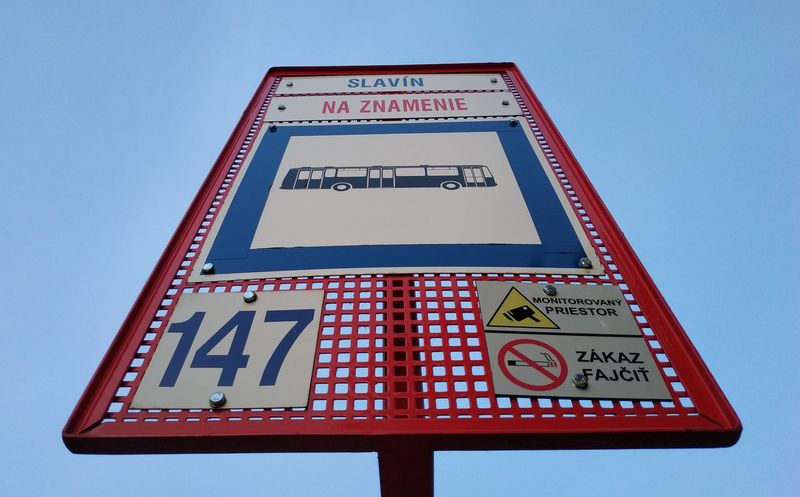 SLAVÍN
NA ZNAMENIE
147
MONITOROVANÝ
PRIESTOR
ZÁKAZ
FAJČIŤ